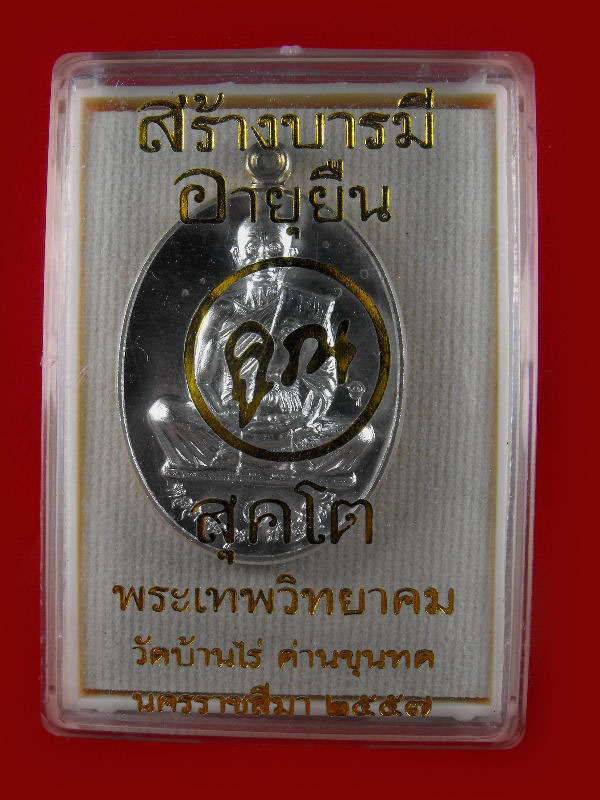 สร้างบารมี
อายุยืน
คูณ
สุคโต
พระเทพวิทยาคม
วัดบ้านไร่ ด่านขุนทด
นครราชสีมา ๒๕๕๗